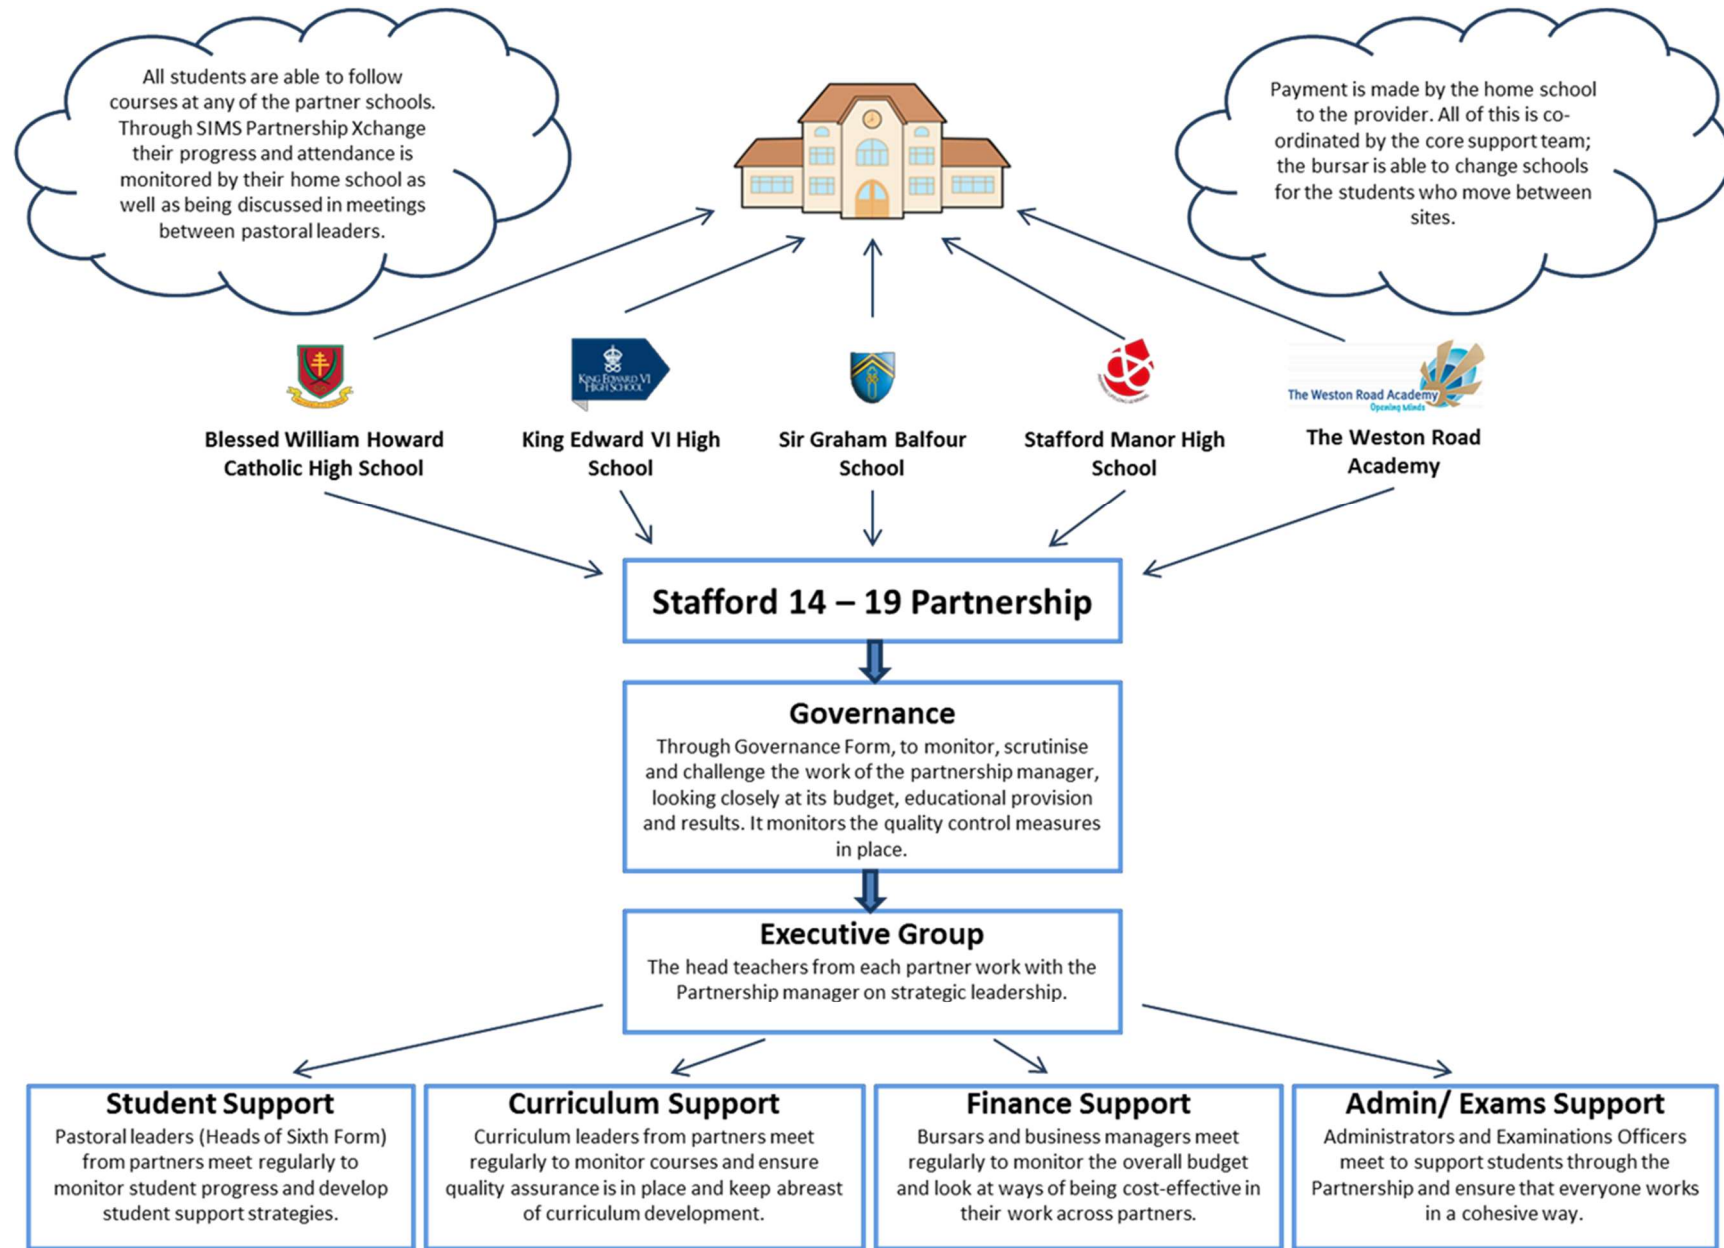 All students are able to follow
courses at any of the partner schools.
Through SIMS Partnership Xchange
their progress and attendance is
monitored by their home school as
well as being discussed in meetings
between pastoral leaders.
Payment is made by the home school
to the provider. All of this is co-
ordinated by the core support team;
the bursar is able to change schools
for the students who move between
sites.
KING EDWARD VI
HIGH SCHOOL
The Weston Road Academy
Opening Minds
Blessed William Howard
Catholic High School
King Edward VI High
School
Sir Graham Balfour
School
Stafford Manor High
School
The Weston Road
Academy
Stafford 14 – 19 Partnership
Governance
Through Governance Form, to monitor, scrutinise
and challenge the work of the partnership manager,
looking closely at its budget, educational provision
and results. It monitors the quality control measures
in place.
Executive Group
The head teachers from each partner work with the
Partnership manager on strategic leadership.
Student Support
Pastoral leaders (Heads of Sixth Form)
from partners meet regularly to
monitor student progress and develop
student support strategies.
Curriculum Support
Curriculum leaders from partners meet
regularly to monitor courses and ensure
quality assurance is in place and keep abreast
of curriculum development.
Finance Support
Bursars and business managers meet
regularly to monitor the overall budget
and look at ways of being cost-effective in
their work across partners.
Admin/ Exams Support
Administrators and Examinations Officers
meet to support students through the
Partnership and ensure that everyone works
in a cohesive way.